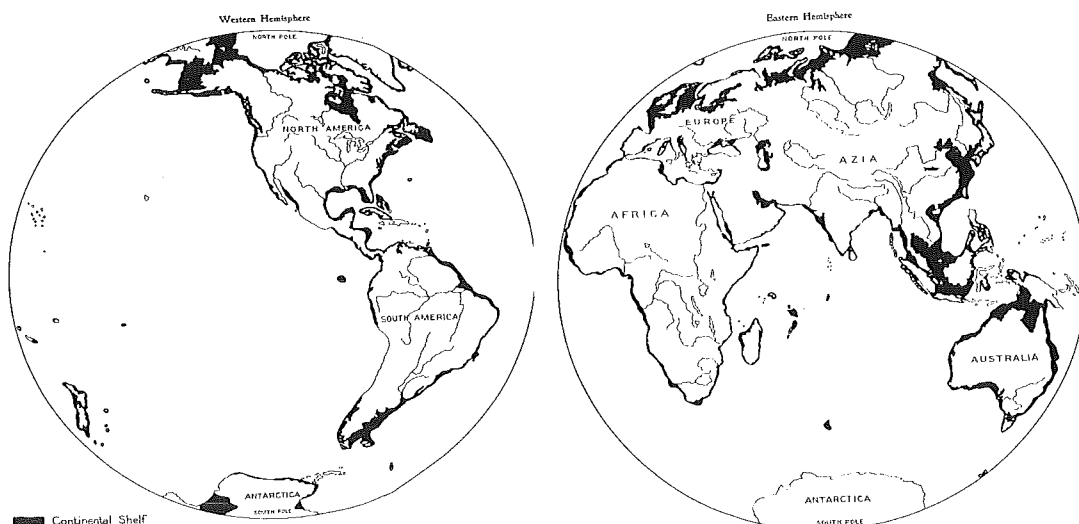 Western Hemisphere
NORTH POLE
NORTH AMERICA
SOUTH AMERICA
ANTARCTICA
SOUTH POLE
Continental Shelf
Eastern Hemisphere
NORTH POLE
EUROPE
AZIA
AFRICA
AUSTRALIA
ANTARCTICA
SOUTH POLE